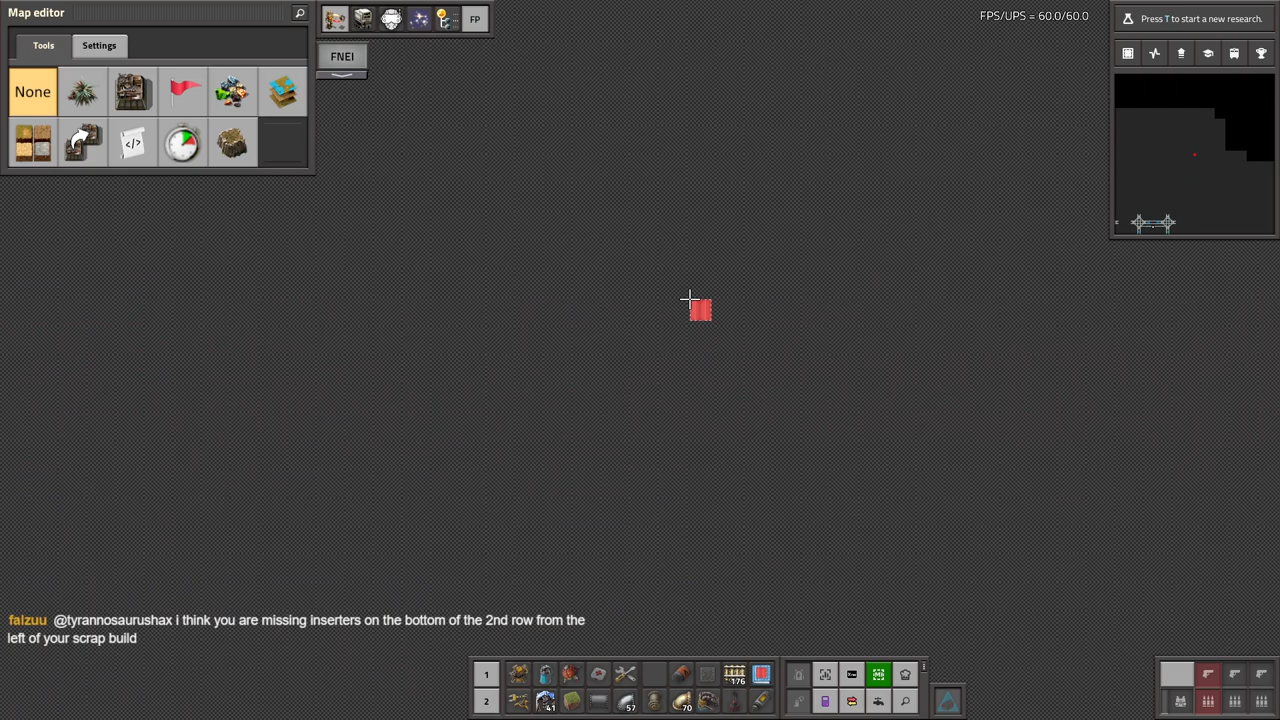 Map editor
Tools
Settings
None
FP
FNEI
FPS/UPS = 60.0/60.0
Press T to start a new research.
falzuu @tyrannosaurushax i think you are missing inserters on the bottom of the 2nd row from the
left of your scrap build
1
176
2
41
57
70